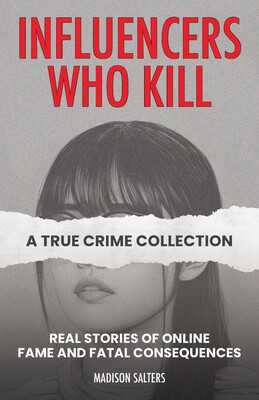 INFLUENCERS
WHO KILL
A TRUE CRIME COLLECTION
REAL STORIES OF ONLINE
FAME AND FATAL CONSEQUENCES
MADISON SALTERS